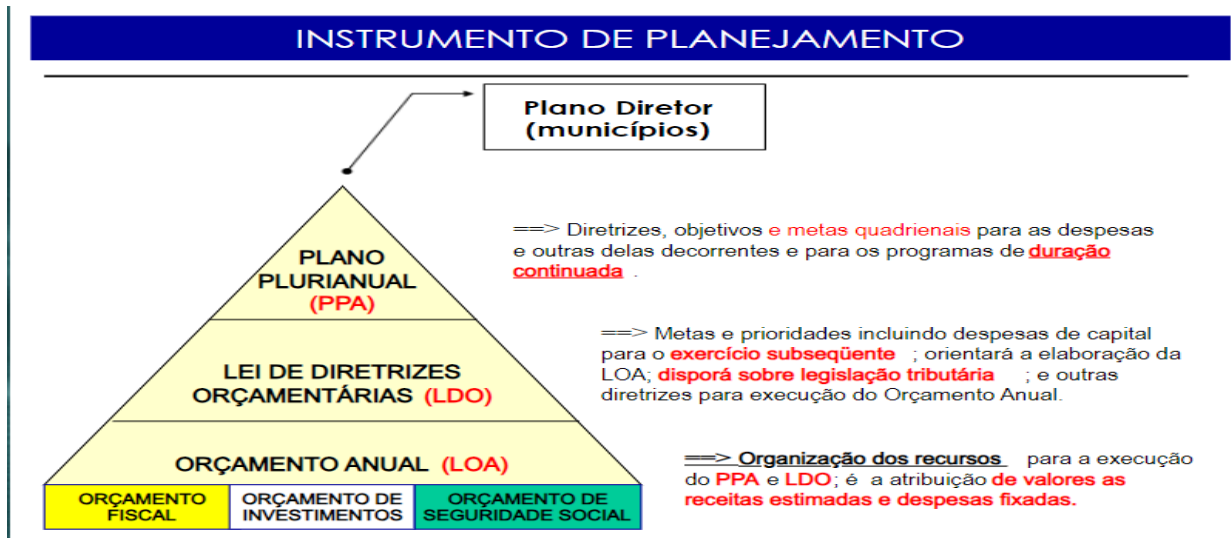 INSTRUMENTO DE PLANEJAMENTO
Plano Diretor
(municípios)
PLANO
PLURIANUAL
(PPA)
==> Diretrizes, objetivos e metas quadrienais para as despesas
e outras delas decorrentes e para os programas de duração
continuada .
LEI DE DIRETRIZES
ORÇAMENTÁRIAS (LDO)
==> Metas e prioridades incluindo despesas de capital
para o exercício subseqüente ; orientará a elaboração da
LOA; disporá sobre legislação tributária ; e outras
diretrizes para execução do Orçamento Anual.
ORÇAMENTO ANUAL (LOA)
==> Organização dos recursos para a execução
do PPA e LDO; é a atribuição de valores as
receitas estimadas e despesas fixadas.
ORÇAMENTO
FISCAL
ORÇAMENTO DE
INVESTIMENTOS
ORÇAMENTO DE
SEGURIDADE SOCIAL